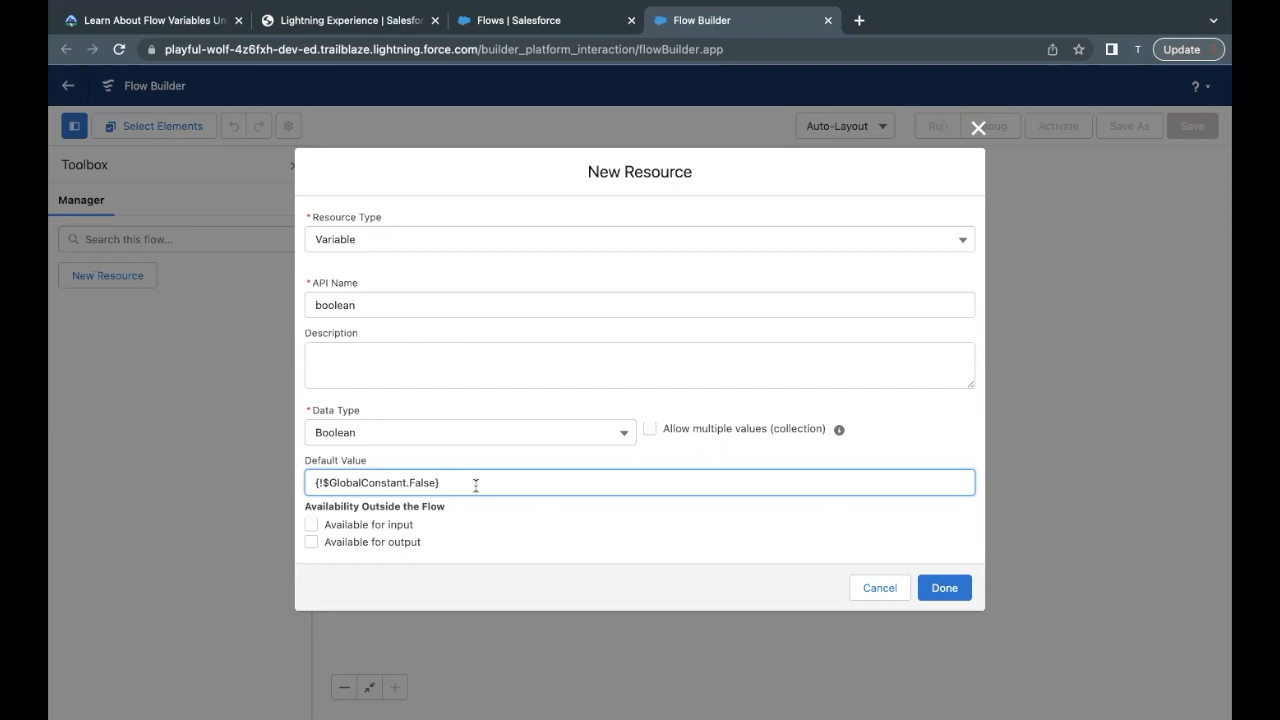 Learn About Flow Variables Un
Lightning Experience | Salesfor
Flows | Salesforce
Flow Builder
playful-wolf-4z6fxh-dev-ed.trailblaze.lightning.force.com/builder_platform_interaction/flowBuilder.app
T
Update
Flow Builder
?
Select Elements
Auto-Layout
Activate
Save As
Save
Toolbox
Manager
Search this flow...
New Resource
New Resource
* Resource Type
Variable
* API Name
boolean
Description
* Data Type
Boolean
Allow multiple values (collection)
Default Value
{!$GlobalConstant.False}
Availability Outside the Flow
Available for input
Available for output
Cancel
Done